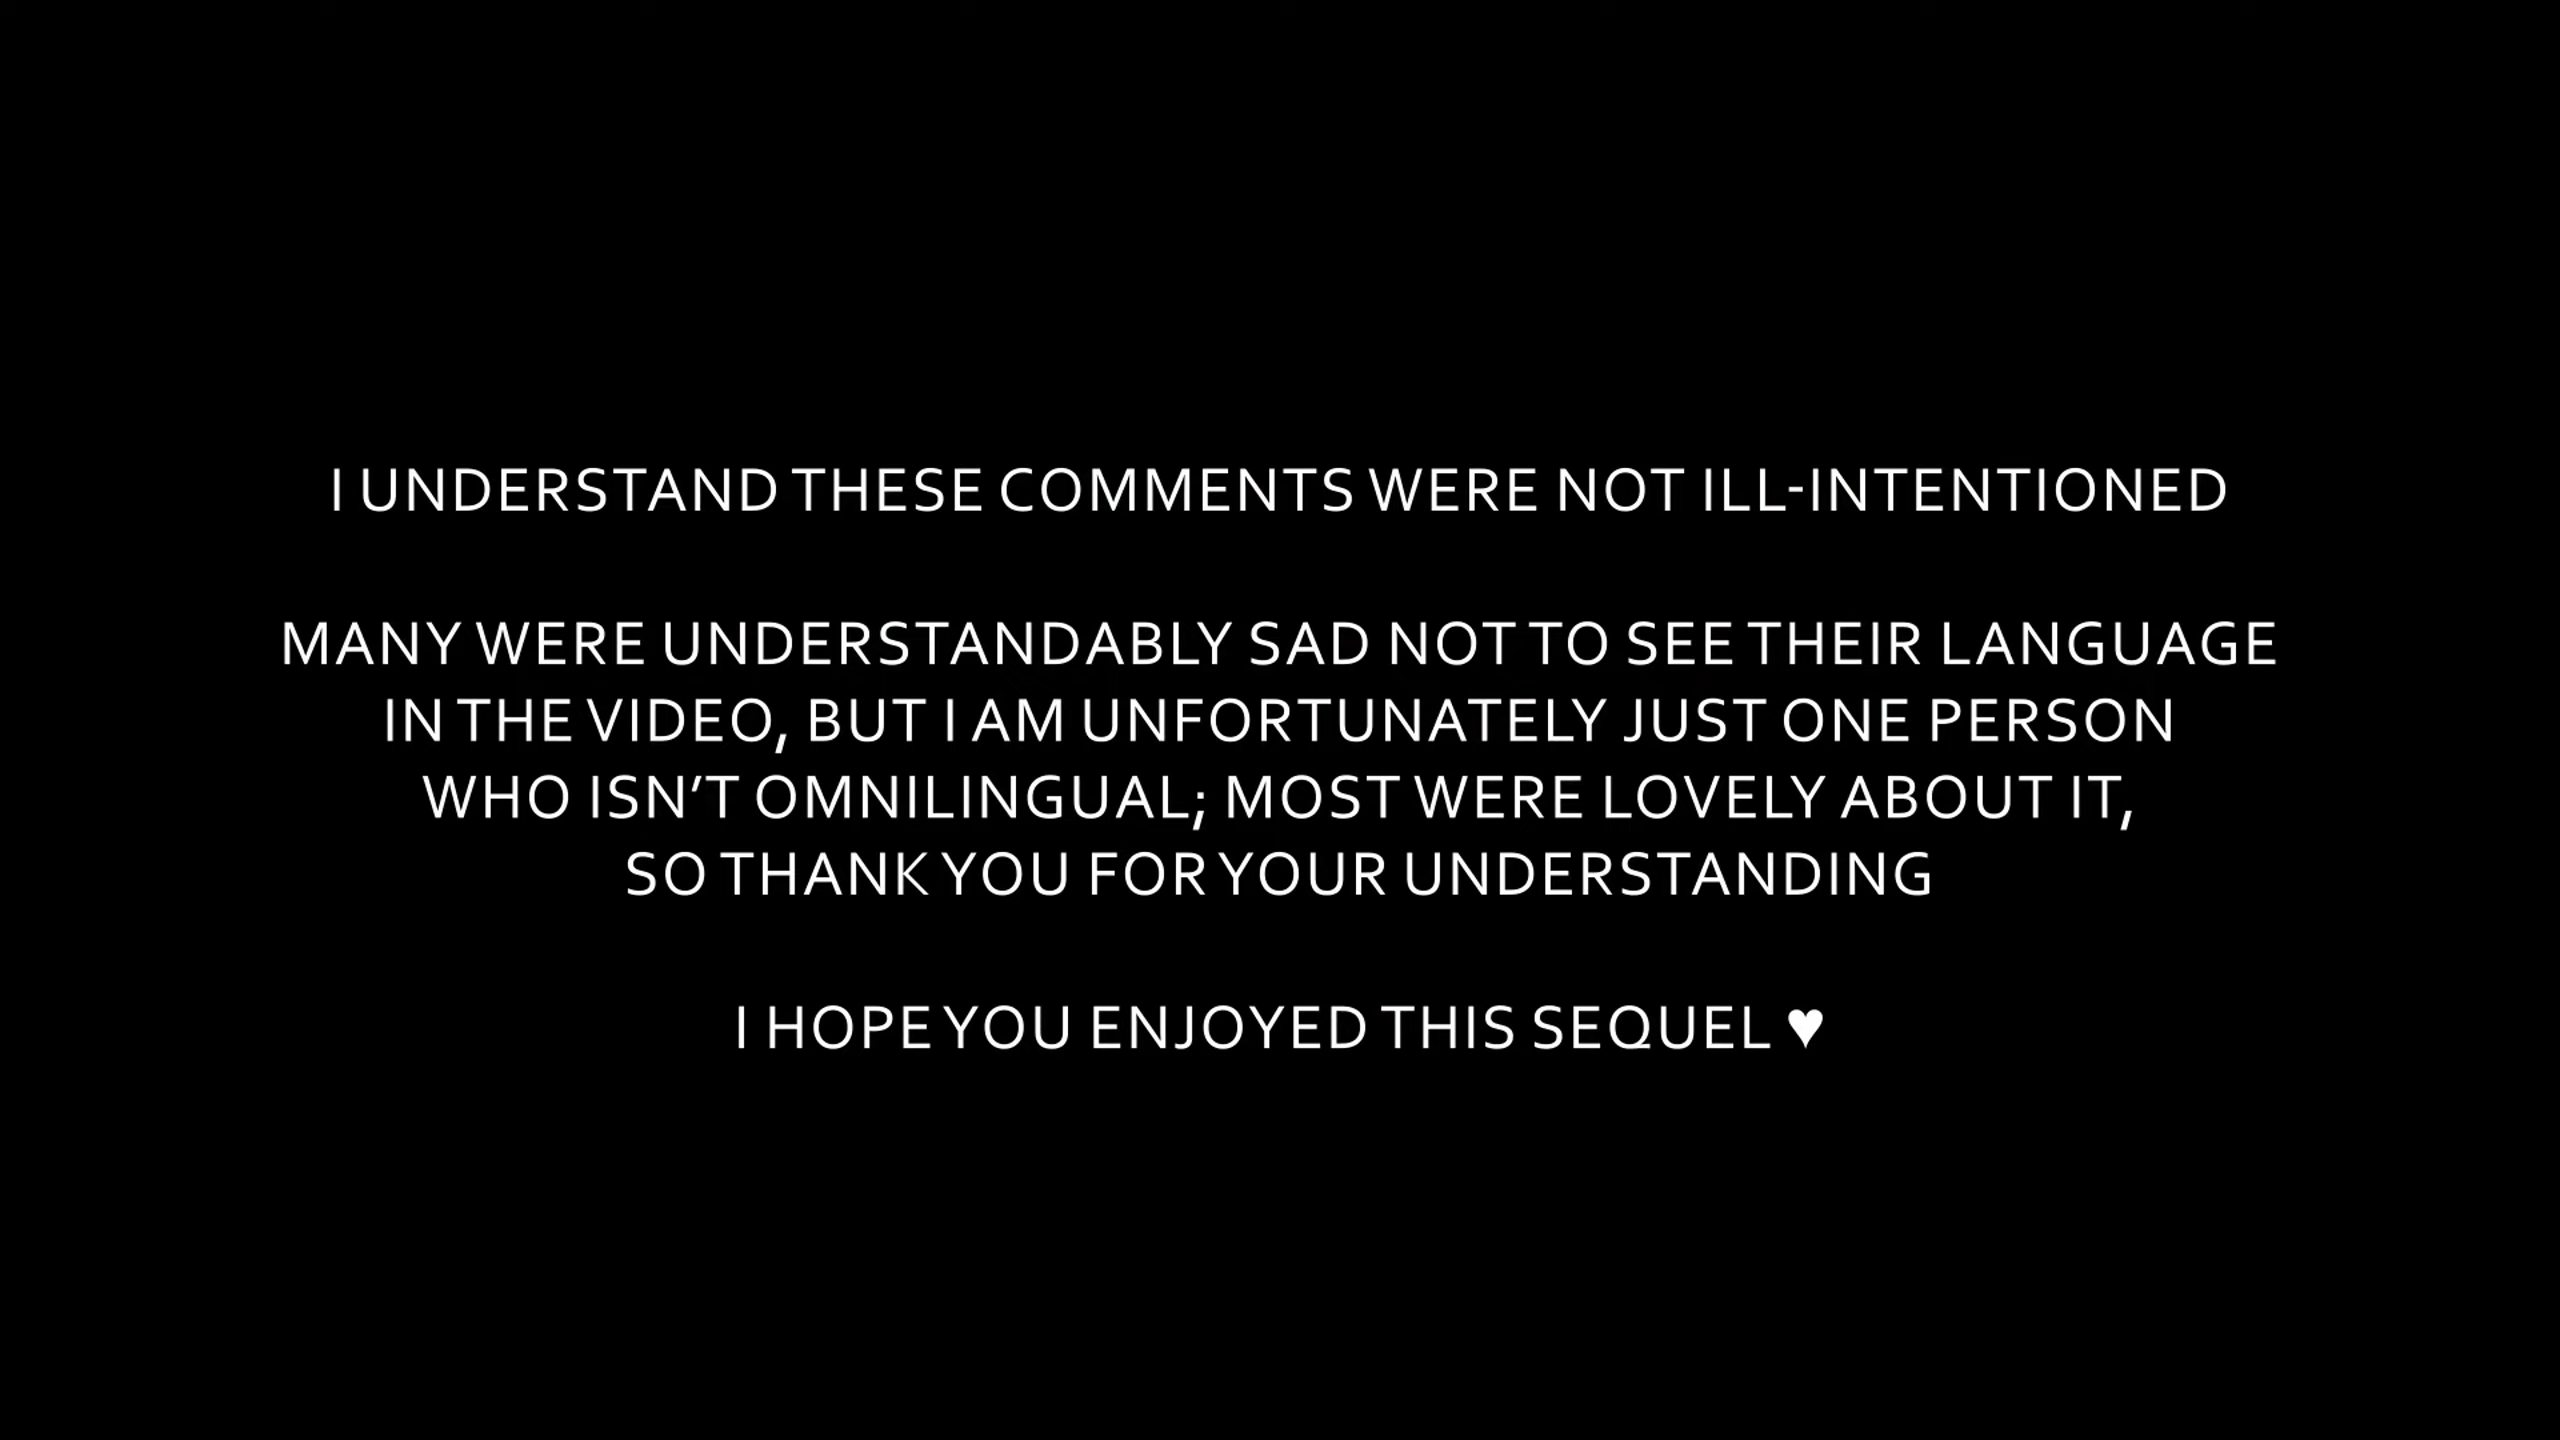 I UNDERSTAND THESE COMMENTS WERE NOT ILL-INTENTIONED
MANY WERE UNDERSTANDABLY SAD NOT TO SEE THEIR LANGUAGE
IN THE VIDEO, BUT I AM UNFORTUNATELY JUST ONE PERSON
WHO ISN’T OMNILINGUAL; MOST WERE LOVELY ABOUT IT,
SO THANK YOU FOR YOUR UNDERSTANDING
I HOPE YOU ENJOYED THIS SEQUEL ♥